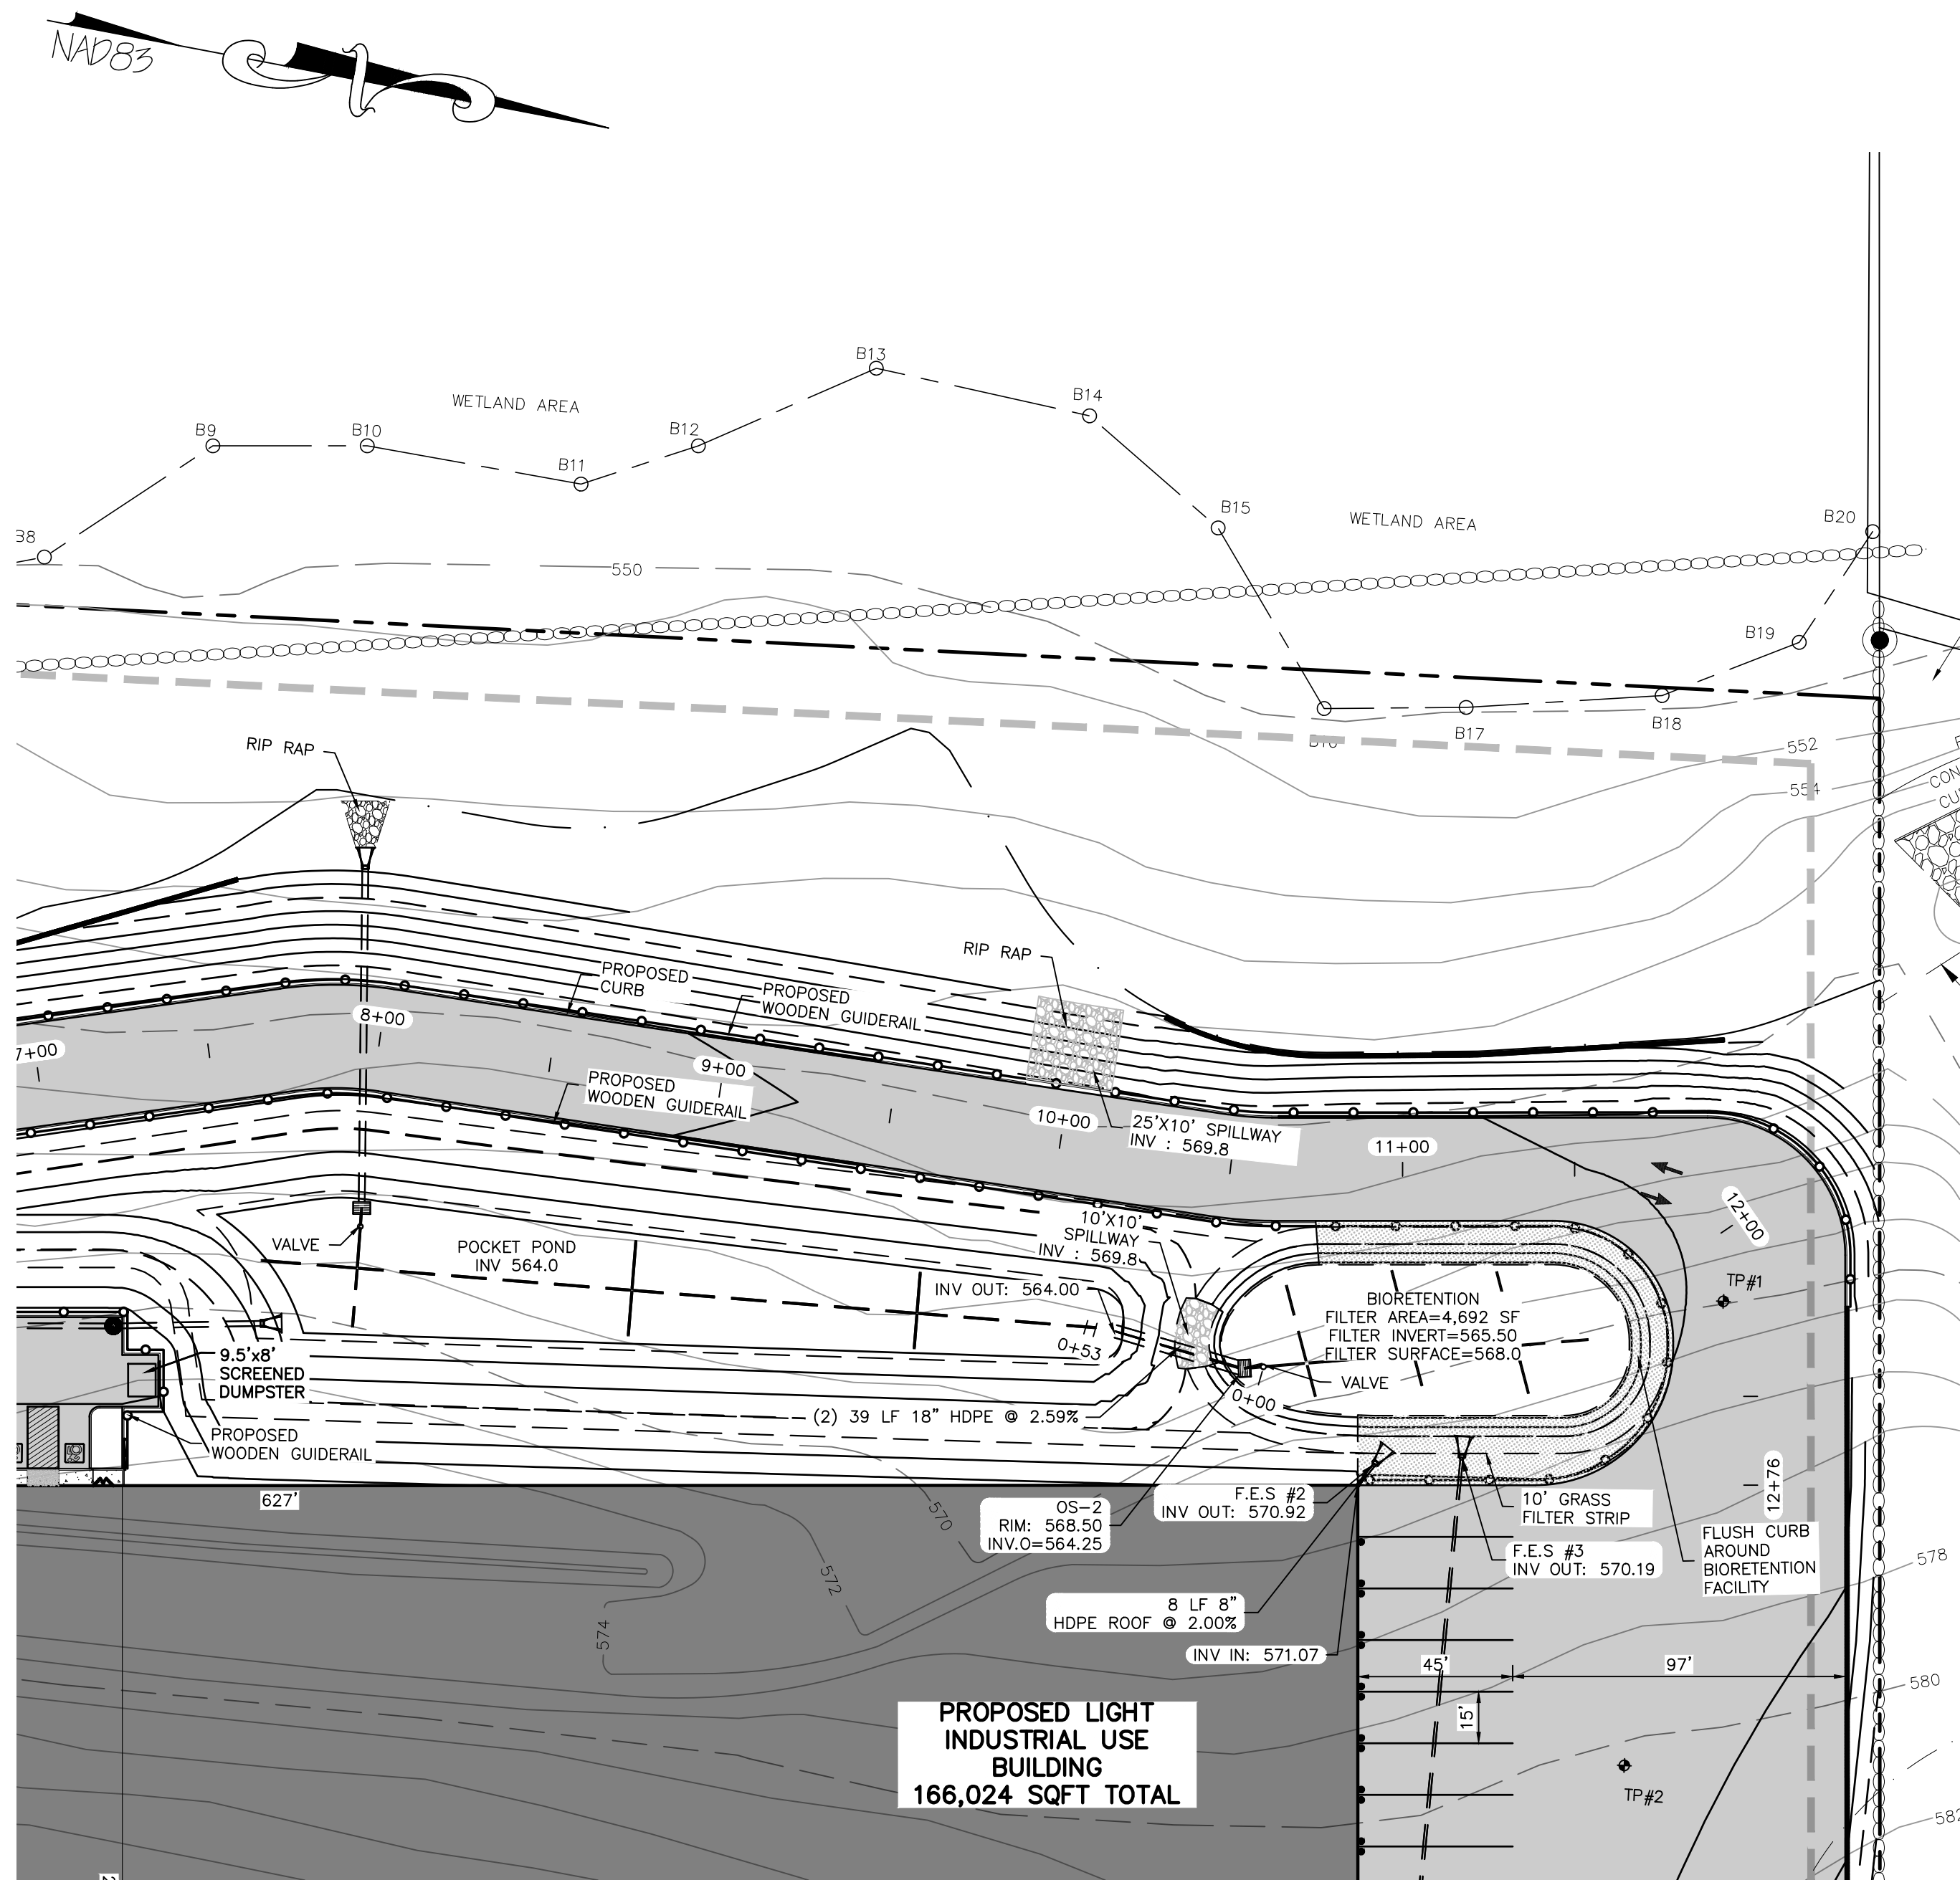 NAD83
B13
B14
WETLAND AREA
B9
B10
B12
B11
B15
WETLAND AREA
B20
B8
550
B19
B18
B17
B16
552
554
RIP RAP
RIP RAP
PROPOSED
CURB
PROPOSED
WOODEN GUIDERAIL
8+00
7+00
9+00
PROPOSED
WOODEN GUIDERAIL
10+00
25'X10' SPILLWAY
INV : 569.8
11+00
12+00
10'X10'
SPILLWAY
INV : 569.8
VALVE
POCKET POND
INV 564.0
INV OUT: 564.00
TP#1
BIORETENTION
FILTER AREA=4,692 SF
FILTER INVERT=565.50
FILTER SURFACE=568.0
0+53
VALVE
0+00
9.5'x8'
SCREENED
DUMPSTER
(2) 39 LF 18" HDPE @ 2.59%
PROPOSED
WOODEN GUIDERAIL
12+76
627'
OS-2
RIM: 568.50
INV.O=564.25
F.E.S #2
INV OUT: 570.92
10' GRASS
FILTER STRIP
570
572
574
F.E.S #3
INV OUT: 570.19
FLUSH CURB
AROUND
BIORETENTION
FACILITY
578
8 LF 8"
HDPE ROOF @ 2.00%
INV IN: 571.07
45'
97'
15'
580
PROPOSED LIGHT
INDUSTRIAL USE
BUILDING
166,024 SQFT TOTAL
TP#2
582